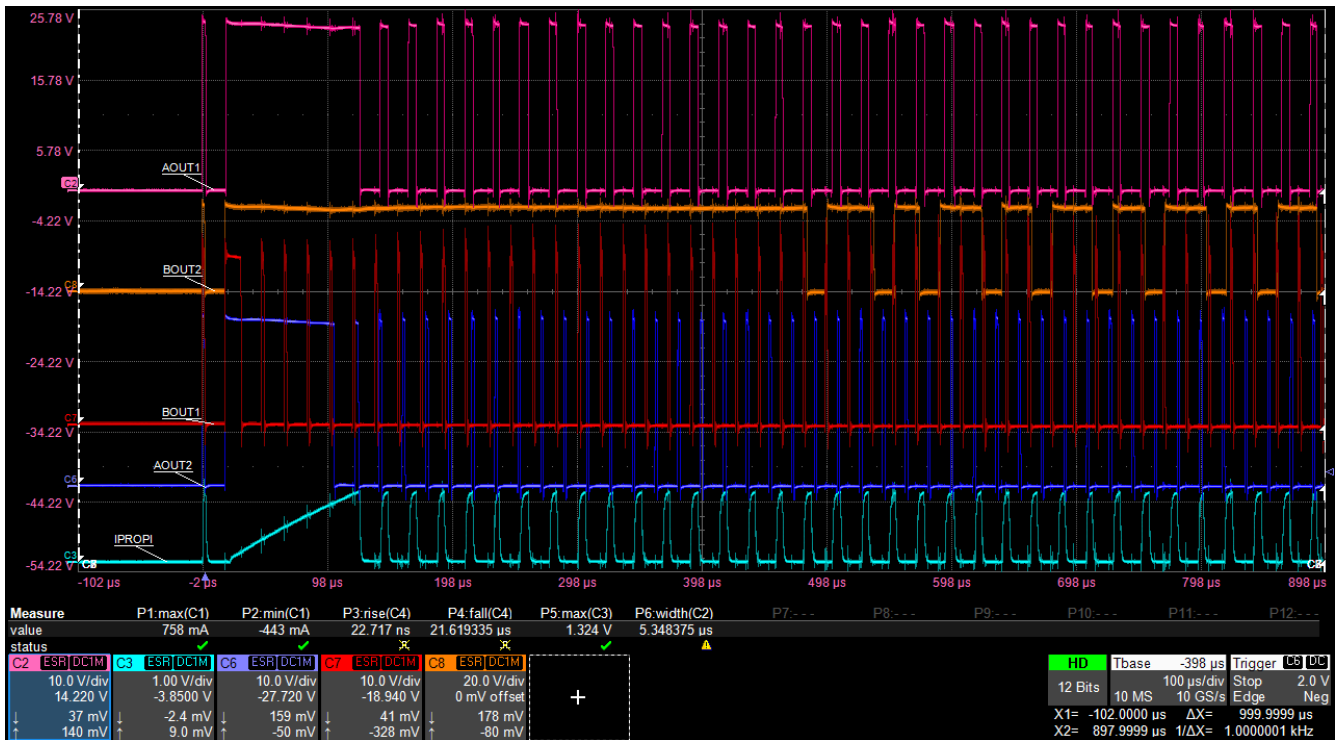 25.78 V
15.78 V
5.78 V
AOUT1
C2
-4.22 V
BOUT2
C8
-14.22 V
-24.22 V
BOUT1
C7
-34.22 V
AOUT2
C6
-44.22 V
IPROPI
C3
-54.22 V
-102 µs -2 µs 98 µs 198 µs 298 µs 398 µs 498 µs 598 µs 698 µs 798 µs 898 µs
Measure P1:max(C1) P2:min(C1) P3:rise(C4) P4:fall(C4) P5:max(C3) P6:width(C2) P7:- - - P8:- - - P9:- - - P10:- - - P11:- - - P12:- - -
value 758 mA -443 mA 22.717 ns 21.619335 µs 1.324 V 5.348375 µs
status
C2 ESR DC1M C3 ESR DC1M C6 ESR DC1M C7 ESR DC1M C8 ESR DC1M HD Tbase -398 µs Trigger C6 DC
10.0 V/div 1.00 V/div 10.0 V/div 10.0 V/div 20.0 V/div 12 Bits 100 µs/div Stop 2.0 V
14.220 V -3.8500 V -27.720 V -18.940 V 0 mV offset 10 MS 10 GS/s Edge Neg
37 mV -2.4 mV 159 mV 41 mV 178 mV X1= -102.0000 µs ΔX= 999.9999 µs
140 mV 9.0 mV -50 mV -328 mV -80 mV X2= 897.9999 µs 1/ΔX= 1.0000001 kHz